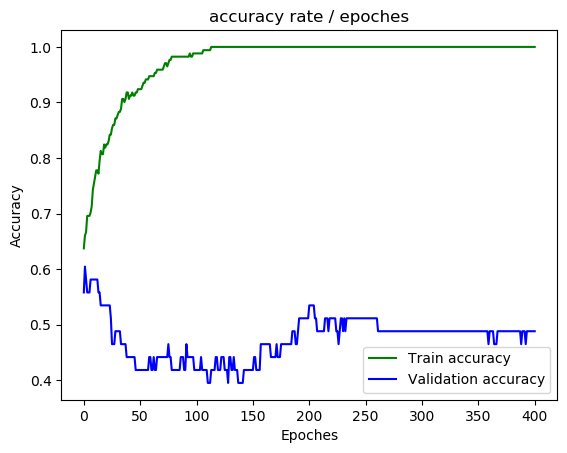 accuracy rate / epoches
Accuracy
1.0
0.9
0.8
0.7
0.6
0.5
0.4
Train accuracy
Validation accuracy
0 50 100 150 200 250 300 350 400
Epoches